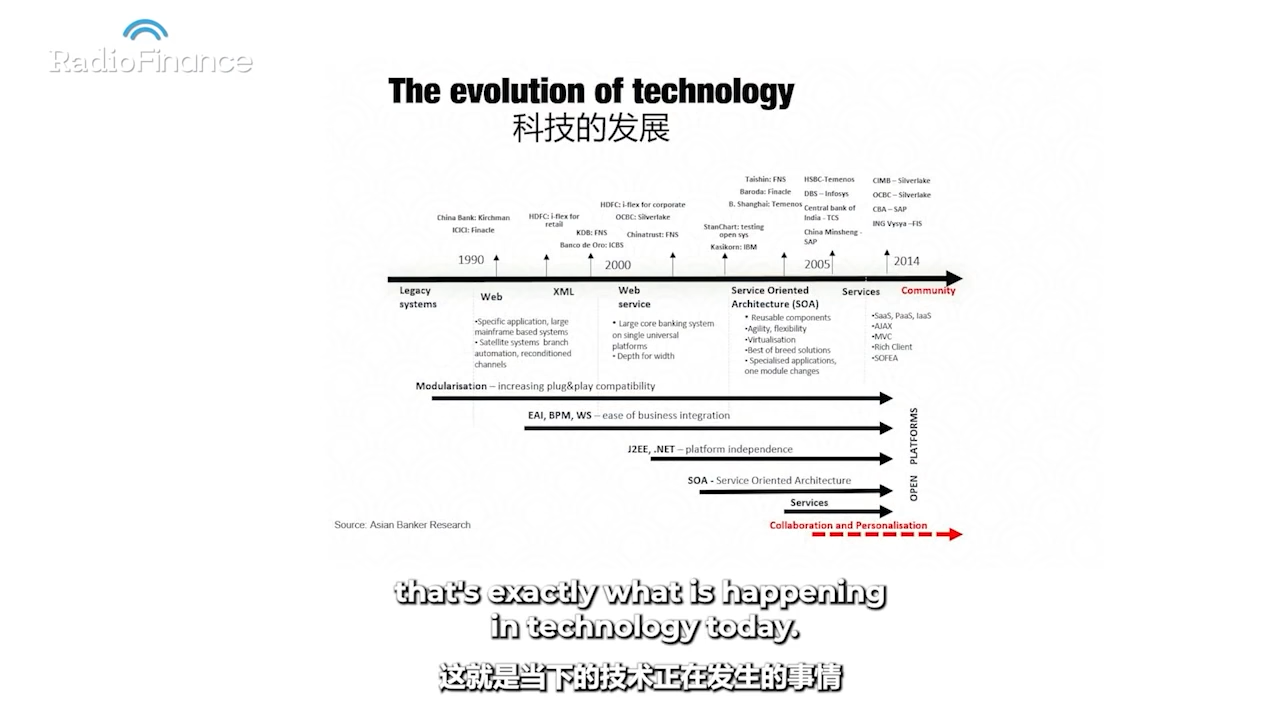 RadioFinance
The evolution of technology
科技的发展
Taishin: FNS
Baroda: Finacle
B. Shanghai: Temenos
HSBC-Temenos
DBS – Infosys
Central bank of
India - TCS
China Minsheng -
SAP
CIMB – Silverlake
OCBC – Silverlake
CBA – SAP
ING Vysya –FIS
China Bank: Kirchman
ICICI: Finacle
HDFC: i-flex for
retail
KDB: FNS
Banco de Oro: ICBS
HDFC: i-flex for corporate
OCBC: Silverlake
Chinatrust: FNS
StanChart: testing
open sys
Kasikorn: IBM
1990
2000
2005
2014
Legacy
systems
Web
XML
Web
service
Service Oriented
Architecture (SOA)
Services
Community
•Specific application, large
mainframe based systems
• Satellite systems branch
automation, reconditioned
channels
• Large core banking system
on single universal
platforms
• Depth for width
• Reusable components
•Agility, flexibility
•Virtualisation
•Best of breed solutions
• Specialised applications,
one module changes
•SaaS, PaaS, IaaS
•AJAX
•MVC
•Rich Client
•SOFEA
Modularisation – increasing plug&play compatibility
EAI, BPM, WS – ease of business integration
J2EE, .NET – platform independence
SOA - Service Oriented Architecture
Services
Collaboration and Personalisation
OPEN PLATFORMS
Source: Asian Banker Research
that's exactly what is happening
in technology today.
这就是当下的技术正在发生的事情